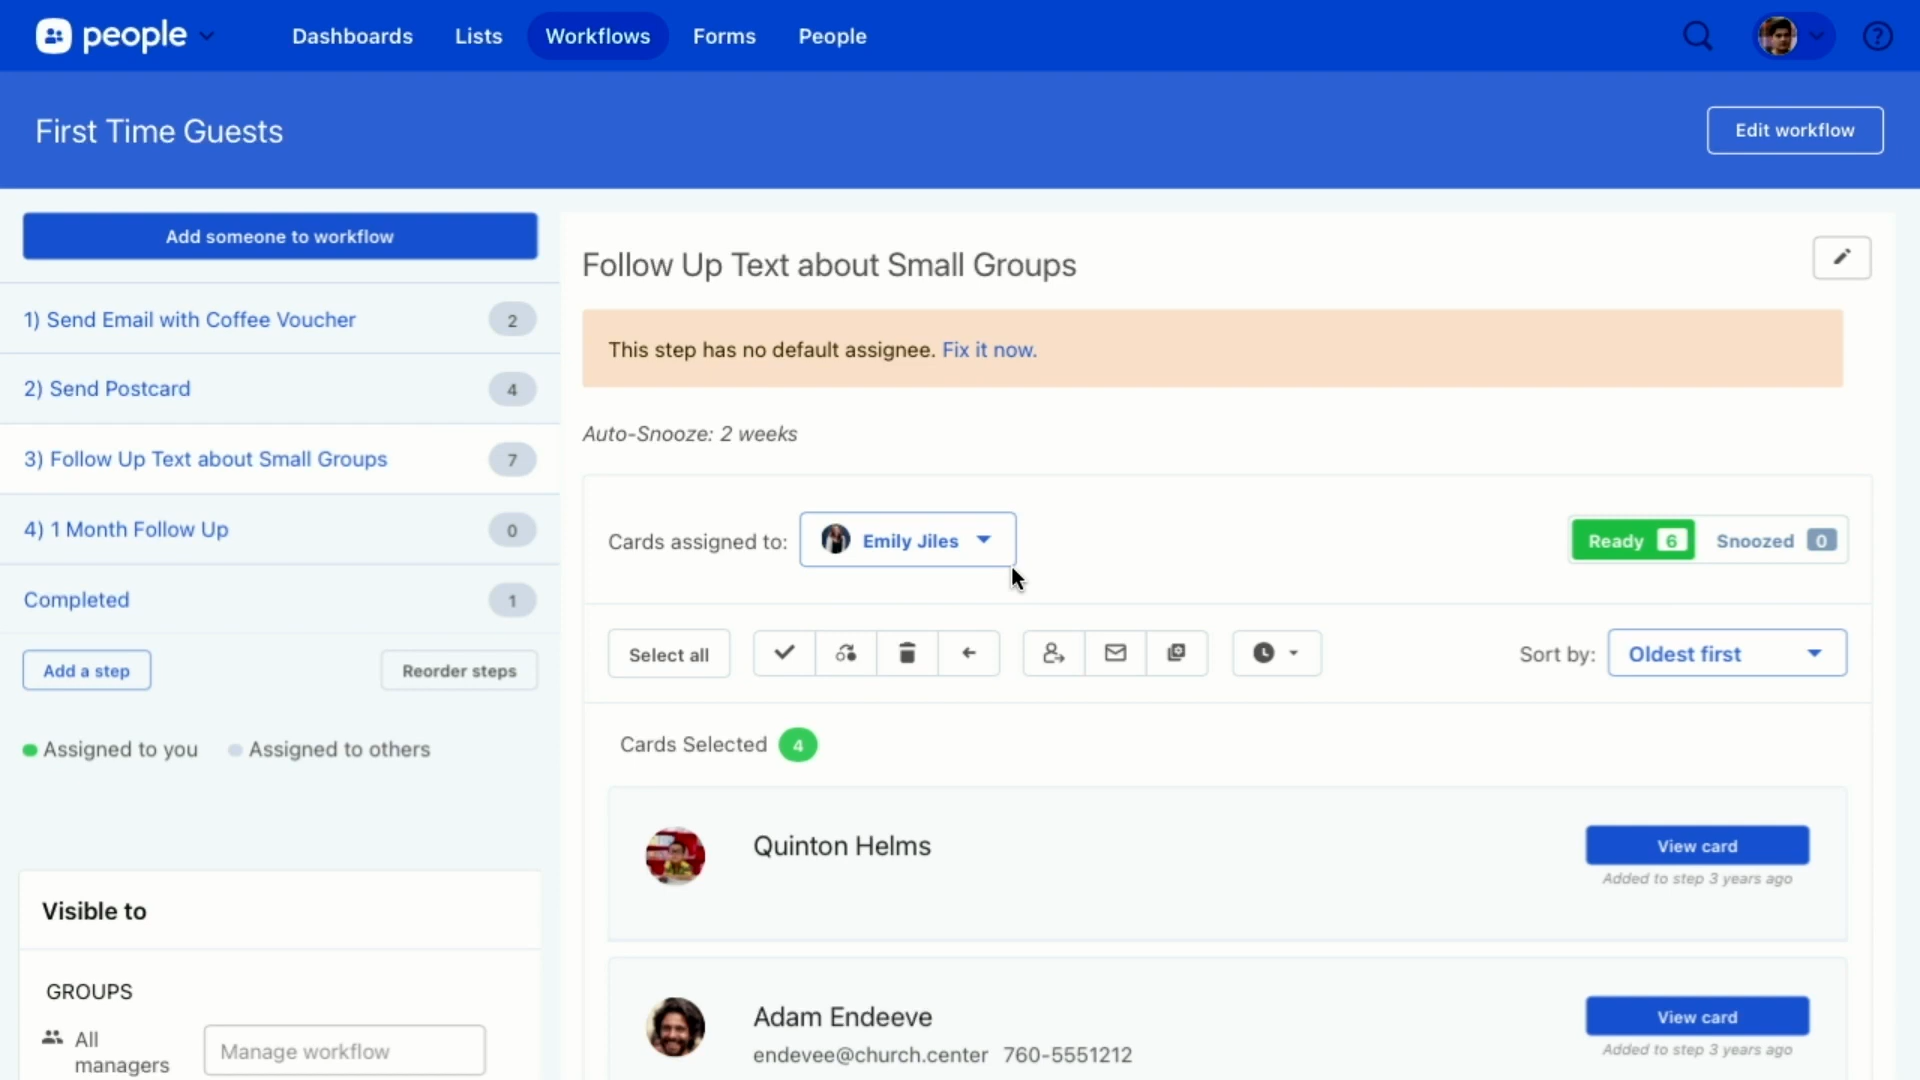 people
Dashboards
Lists
Workflows
Forms
People
First Time Guests
Edit workflow
Add someone to workflow
1) Send Email with Coffee Voucher 2
2) Send Postcard 4
3) Follow Up Text about Small Groups 7
4) 1 Month Follow Up 0
Completed 1
Add a step
Reorder steps
Assigned to you
Assigned to others
Visible to
GROUPS
All
managers
Manage workflow
Follow Up Text about Small Groups
This step has no default assignee. Fix it now.
Auto-Snooze: 2 weeks
Cards assigned to: Emily Jiles
Ready 6
Snoozed 0
Select all
Sort by: Oldest first
Cards Selected 4
Quinton Helms
View card
Added to step 3 years ago
Adam Endeeve
endevee@church.center 760-5551212
View card
Added to step 3 years ago